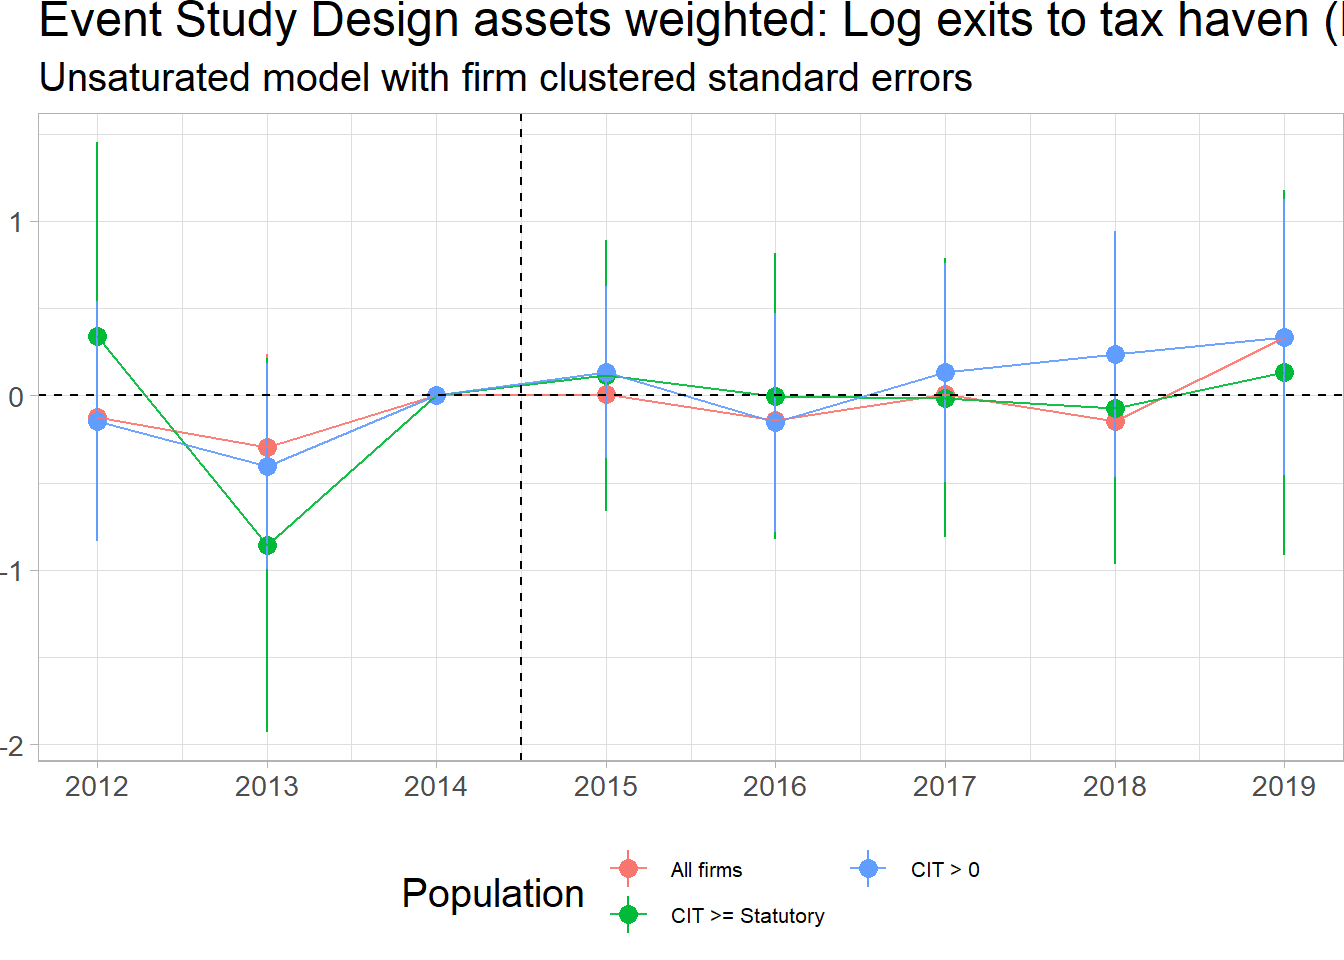 Event Study Design assets weighted: Log exits to tax haven (
Unsaturated model with firm clustered standard errors
1
0
-1
-2
2012 2013 2014 2015 2016 2017 2018 2019
Population
All firms
CIT > 0
CIT >= Statutory